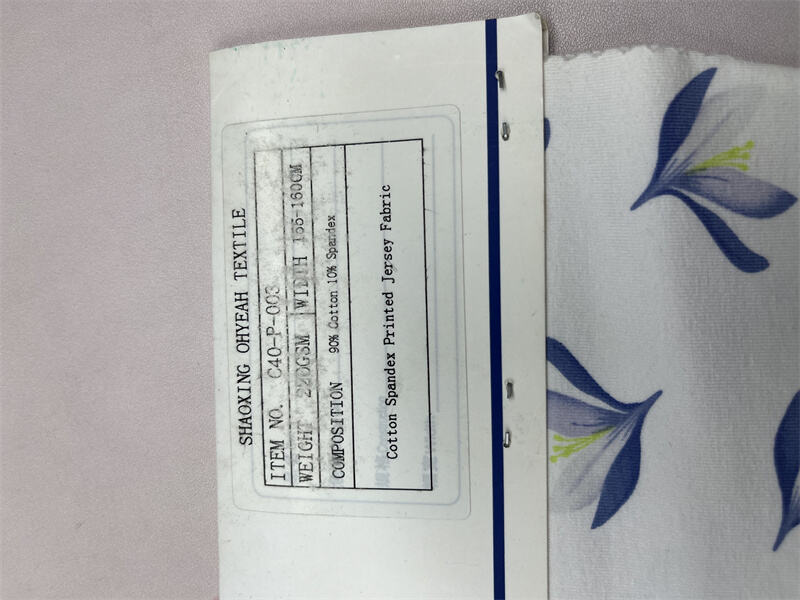 SHAOXING OHYEAH TEXTILE
ITEM NO. C40-P-003
WEIGHT 220GSM WIDTH 155-160CM
COMPOSITION 90% Cotton 10% Spandex
Cotton Spandex Printed Jersey Fabric